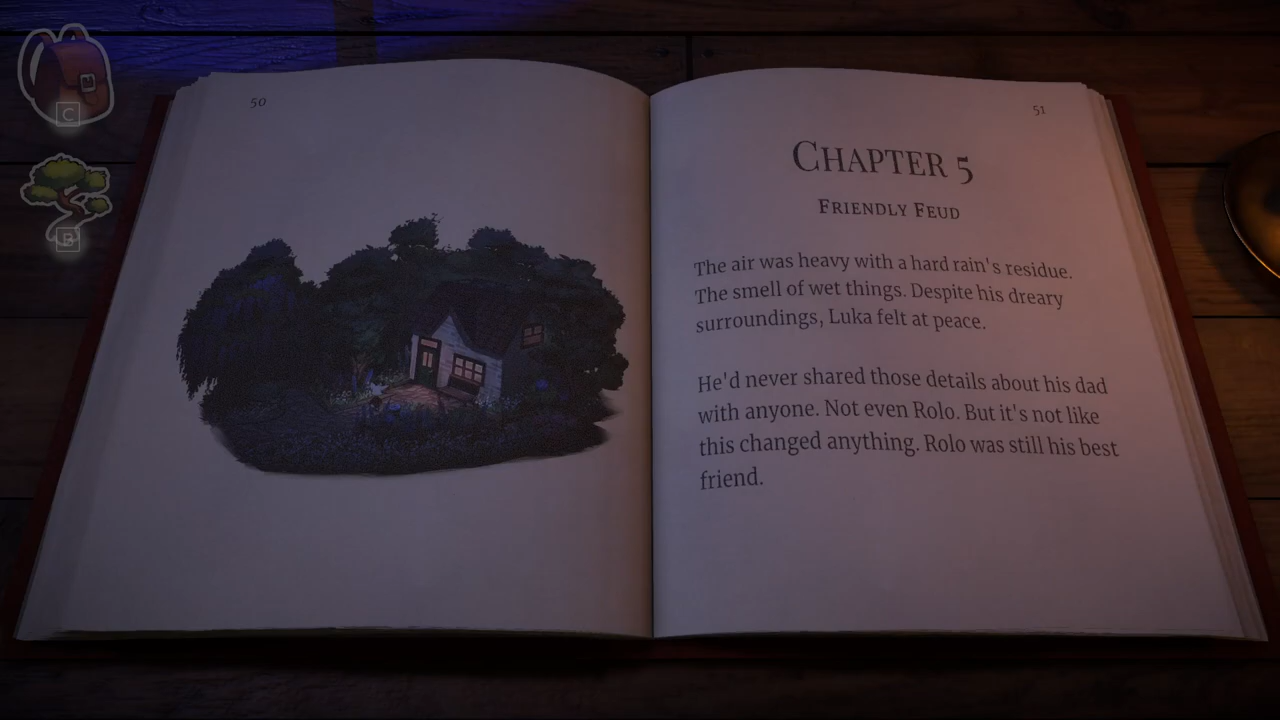 C
B
50
51
Chapter 5
Friendly Feud
The air was heavy with a hard rain's residue.
The smell of wet things. Despite his dreary
surroundings, Luka felt at peace.
He'd never shared those details about his dad
with anyone. Not even Rolo. But it's not like
this changed anything. Rolo was still his best
friend.